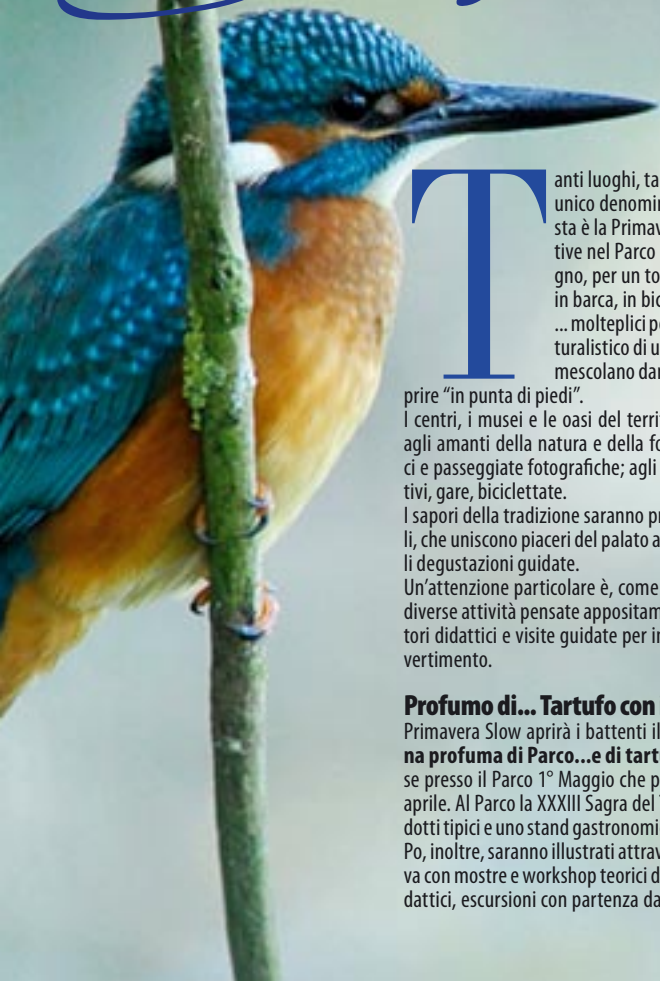 Tanti luoghi, ta
unico denomin
sta è la Primav
tive nel Parco
gno, per un to
in barca, in bic
... molteplici p
turalistico di u
mescolano dar
prire “in punta di piedi”.
I centri, i musei e le oasi del territ
agli amanti della natura e della fo
ci e passeggiate fotografiche; agli
tivi, gare, biciclettate.
I sapori della tradizione saranno pr
li, che uniscono piaceri del palato a
li degustazioni guidate.
Un’attenzione particolare è, come
diverse attività pensate appositam
tori didattici e visite guidate per in
vertimento.
Profumo di... Tartufo con
Primavera Slow aprirà i battenti il
na profuma di Parco...e di tart
se presso il Parco 1° Maggio che p
aprile. Al Parco la XXXIII Sagra del
dotti tipici e uno stand gastronomi
Po, inoltre, saranno illustrati attrav
va con mostre e workshop teorici d
dattici, escursioni con partenza da